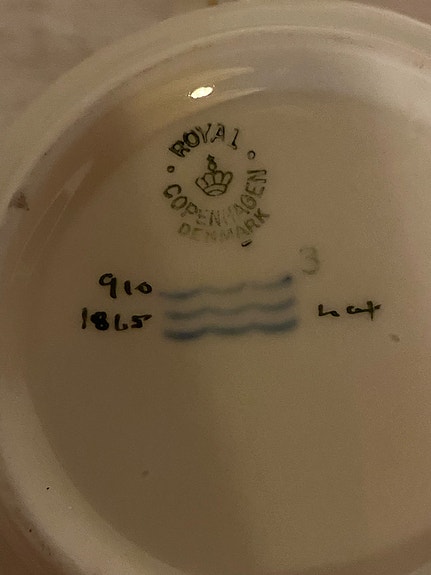 ROYAL
COPENHAGEN
DENMARK
3
910
1865